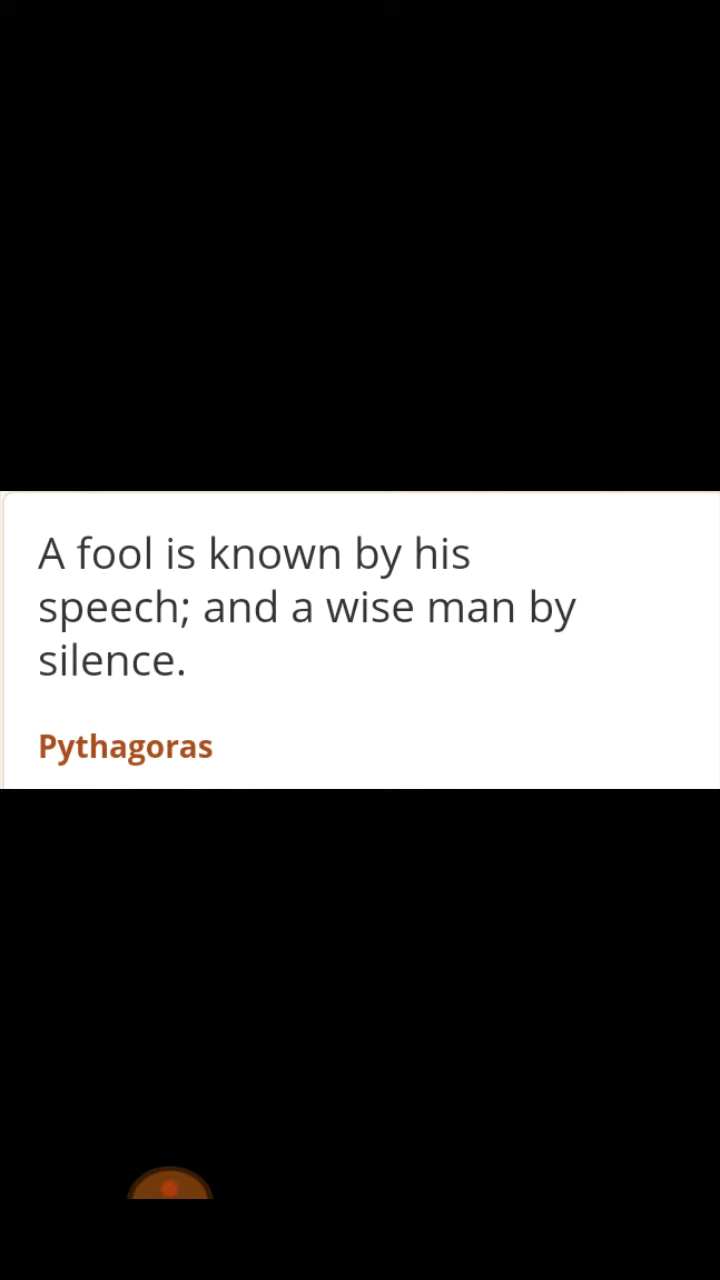 A fool is known by his
speech; and a wise man by
silence.
Pythagoras